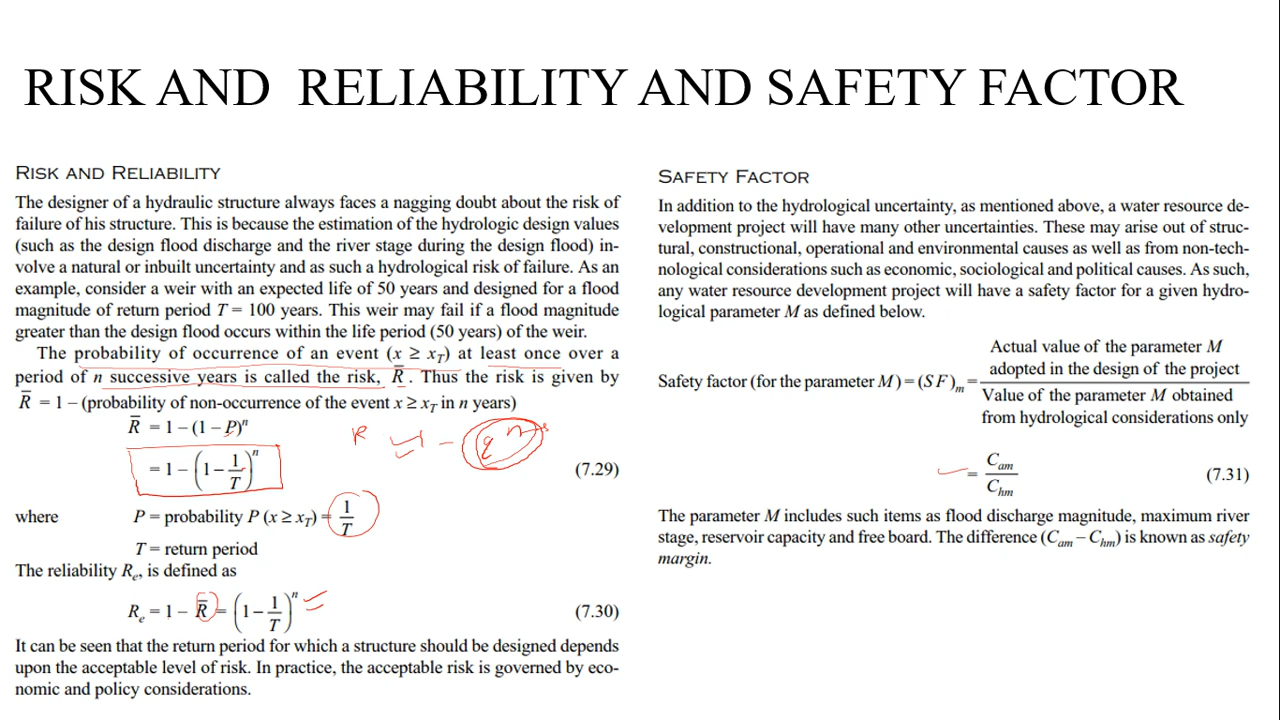 RISK AND RELIABILITY AND SAFETY FACTOR
RISK AND RELIABILITY
The designer of a hydraulic structure always faces a nagging doubt about the risk of
failure of his structure. This is because the estimation of the hydrologic design values
(such as the design flood discharge and the river stage during the design flood) in-
volve a natural or inbuilt uncertainty and as such a hydrological risk of failure. As an
example, consider a weir with an expected life of 50 years and designed for a flood
magnitude of return period T = 100 years. This weir may fail if a flood magnitude
greater than the design flood occurs within the life period (50 years) of the weir.
The probability of occurrence of an event (x ≥ x_T) at least once over a
period of n successive years is called the risk, R̅. Thus the risk is given by
R̅ = 1 – (probability of non-occurrence of the event x ≥ x_T in n years)
R̅ = 1 – (1 – P)^n
= 1 – (1 – 1/T)^n (7.29)
R 1 – q^n
where P = probability P (x ≥ x_T) = 1/T
T = return period
The reliability R_e, is defined as
R_e = 1 – R̅ = (1 – 1/T)^n (7.30)
It can be seen that the return period for which a structure should be designed depends
upon the acceptable level of risk. In practice, the acceptable risk is governed by eco-
nomic and policy considerations.
SAFETY FACTOR
In addition to the hydrological uncertainty, as mentioned above, a water resource de-
velopment project will have many other uncertainties. These may arise out of struc-
tural, constructional, operational and environmental causes as well as from non-tech-
nological considerations such as economic, sociological and political causes. As such,
any water resource development project will have a safety factor for a given hydro-
logical parameter M as defined below.
Actual value of the parameter M
adopted in the design of the project
Safety factor (for the parameter M) = (SF)_m =
Value of the parameter M obtained
from hydrological considerations only
= C_am / C_hm (7.31)
The parameter M includes such items as flood discharge magnitude, maximum river
stage, reservoir capacity and free board. The difference (C_am – C_hm) is known as safety
margin.